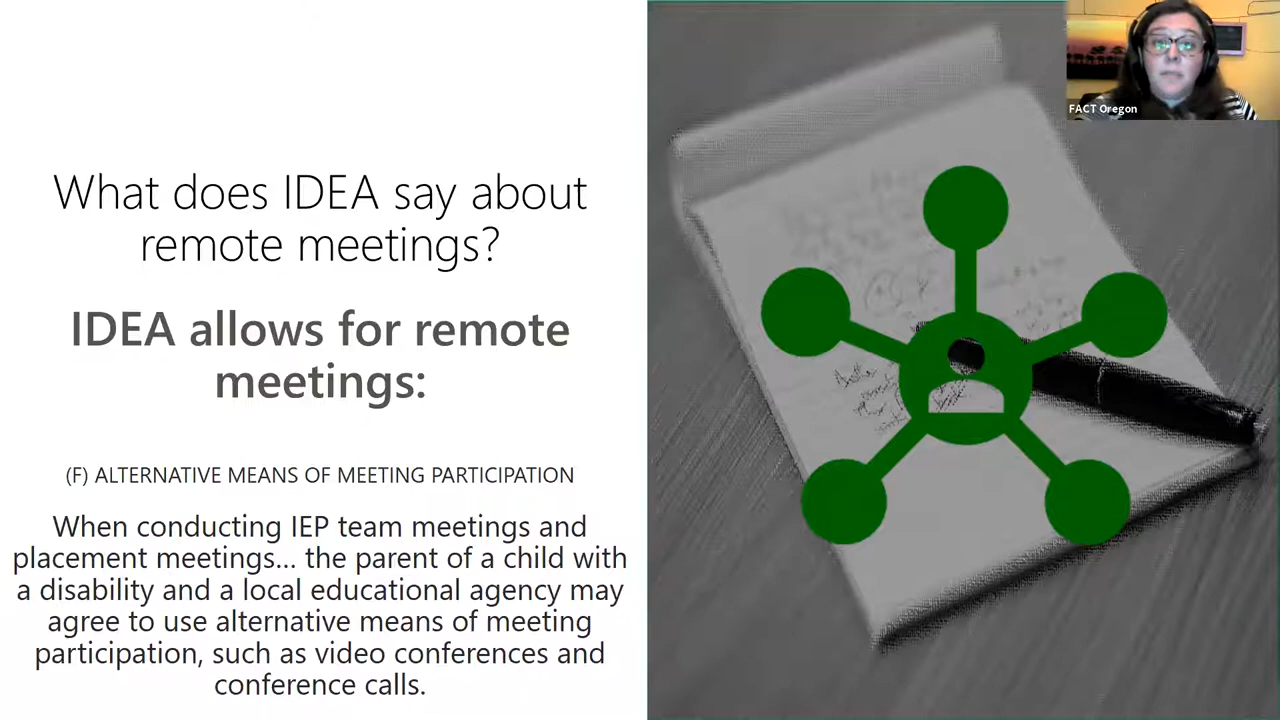 What does IDEA say about
remote meetings?
IDEA allows for remote
meetings:
(F) ALTERNATIVE MEANS OF MEETING PARTICIPATION
When conducting IEP team meetings and
placement meetings... the parent of a child with
a disability and a local educational agency may
agree to use alternative means of meeting
participation, such as video conferences and
conference calls.
FACT Oregon